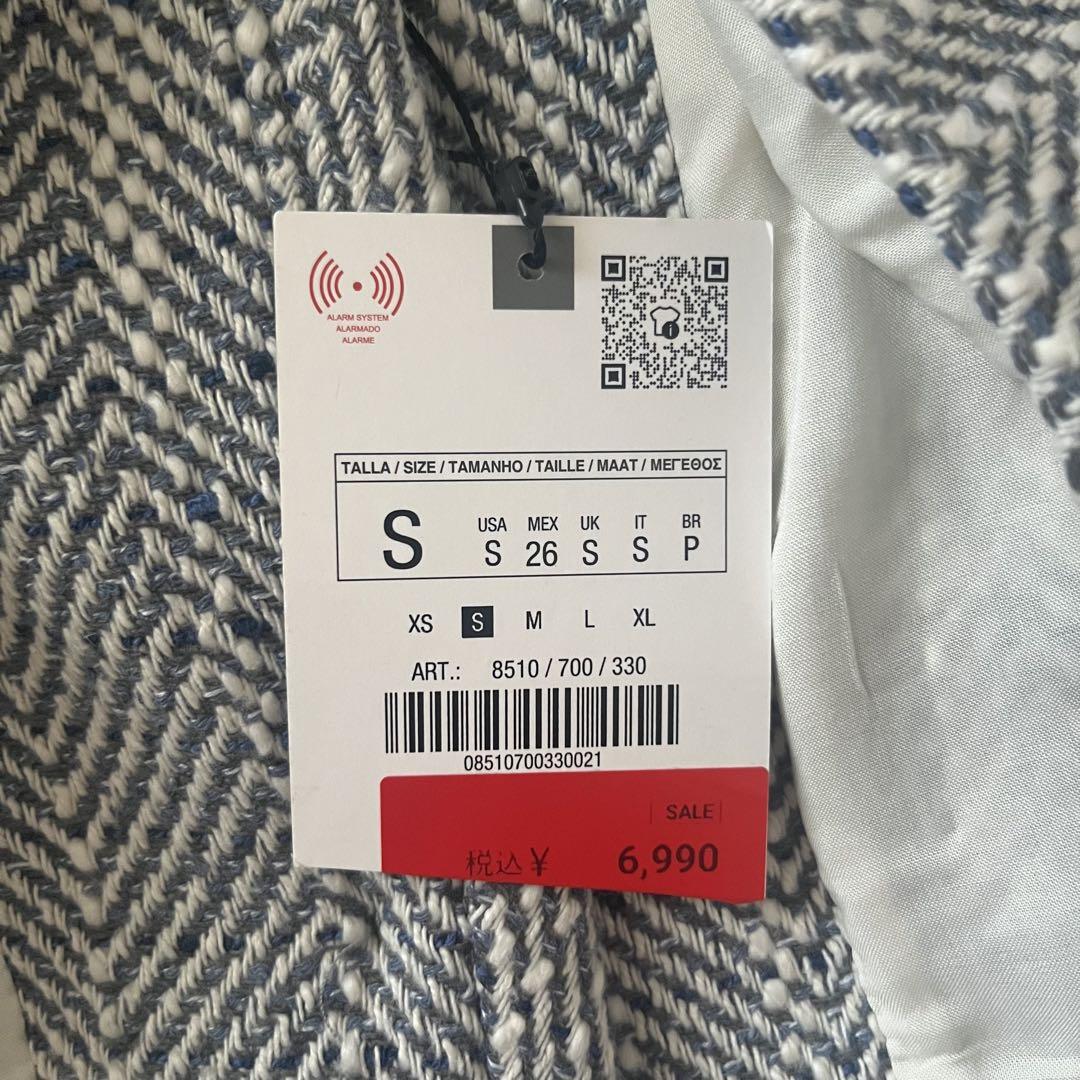 ALARM SYSTEM
ALARMADO
ALARME
TALLA / SIZE / TAMANHO / TAILLE / MAAT / ΜΕΓΕΘΟΣ
S
USA MEX UK IT BR
S 26 S S P
XS S M L XL
ART.: 8510 / 700 / 330
08510700330021
SALE
税込¥ 6,990